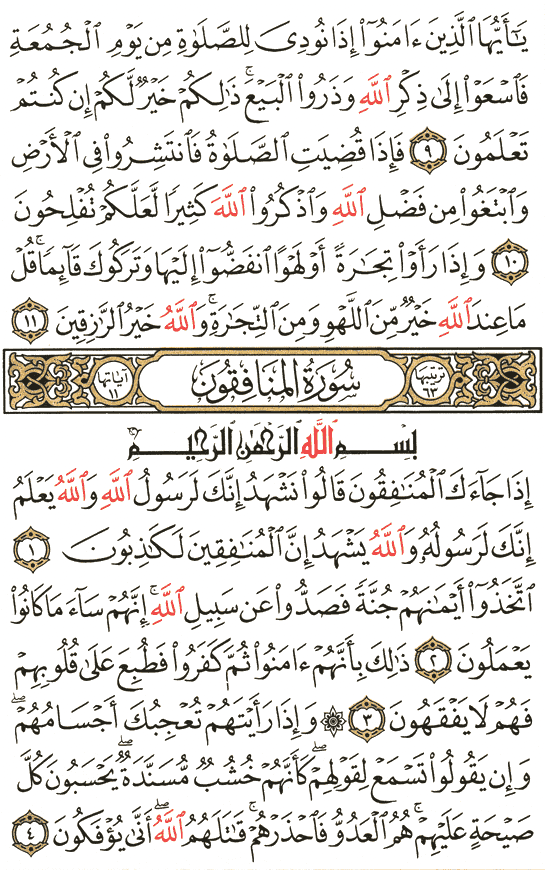 يَـٰٓأَيُّهَا ٱلَّذِينَ ءَامَنُوٓا۟ إِذَا نُودِىَ لِلصَّلَوٰةِ مِن يَوْمِ ٱلْجُمُعَةِ
فَٱسْعَوْا۟ إِلَىٰ ذِكْرِ ٱللَّهِ وَذَرُوا۟ ٱلْبَيْعَ ۚ ذَٰلِكُمْ خَيْرٌ لَّكُمْ إِن كُنتُمْ
تَعْلَمُونَ ٩ فَإِذَا قُضِيَتِ ٱلصَّلَوٰةُ فَٱنتَشِرُوا۟ فِى ٱلْأَرْضِ
وَٱبْتَغُوا۟ مِن فَضْلِ ٱللَّهِ وَٱذْكُرُوا۟ ٱللَّهَ كَثِيرًا لَّعَلَّكُمْ تُفْلِحُونَ
١٠ وَإِذَا رَأَوْا۟ تِجَـٰرَةً أَوْ لَهْوًا ٱنفَضُّوٓا۟ إِلَيْهَا وَتَرَكُوكَ قَآئِمًا ۚ قُلْ
مَا عِندَ ٱللَّهِ خَيْرٌ مِّنَ ٱللَّهْوِ وَمِنَ ٱلتِّجَـٰرَةِ ۚ وَٱللَّهُ خَيْرُ ٱلرَّٰزِقِينَ ١١
ترتيبها ٦٣ سُورَةُ المُنَافِقُونَ آياتها ١١
بِسْمِ ٱللَّهِ ٱلرَّحْمَـٰنِ ٱلرَّحِيمِ
إِذَا جَآءَكَ ٱلْمُنَـٰفِقُونَ قَالُوا۟ نَشْهَدُ إِنَّكَ لَرَسُولُ ٱللَّهِ ۗ وَٱللَّهُ يَعْلَمُ
إِنَّكَ لَرَسُولُهُۥ وَٱللَّهُ يَشْهَدُ إِنَّ ٱلْمُنَـٰفِقِينَ لَكَـٰذِبُونَ ١
ٱتَّخَذُوٓا۟ أَيْمَـٰنَهُمْ جُنَّةً فَصَدُّوا۟ عَن سَبِيلِ ٱللَّهِ ۚ إِنَّهُمْ سَآءَ مَا كَانُوا۟
يَعْمَلُونَ ٢ ذَٰلِكَ بِأَنَّهُمْ ءَامَنُوا۟ ثُمَّ كَفَرُوا۟ فَطُبِعَ عَلَىٰ قُلُوبِهِمْ
فَهُمْ لَا يَفْقَهُونَ ٣ ۞ وَإِذَا رَأَيْتَهُمْ تُعْجِبُكَ أَجْسَامُهُمْ ۖ
وَإِن يَقُولُوا۟ تَسْمَعْ لِقَوْلِهِمْ ۖ كَأَنَّهُمْ خُشُبٌ مُّسَنَّدَةٌ ۖ يَحْسَبُونَ كُلَّ
صَيْحَةٍ عَلَيْهِمْ ۚ هُمُ ٱلْعَدُوُّ فَٱحْذَرْهُمْ ۚ قَـٰتَلَهُمُ ٱللَّهُ ۖ أَنَّىٰ يُؤْفَكُونَ ٤